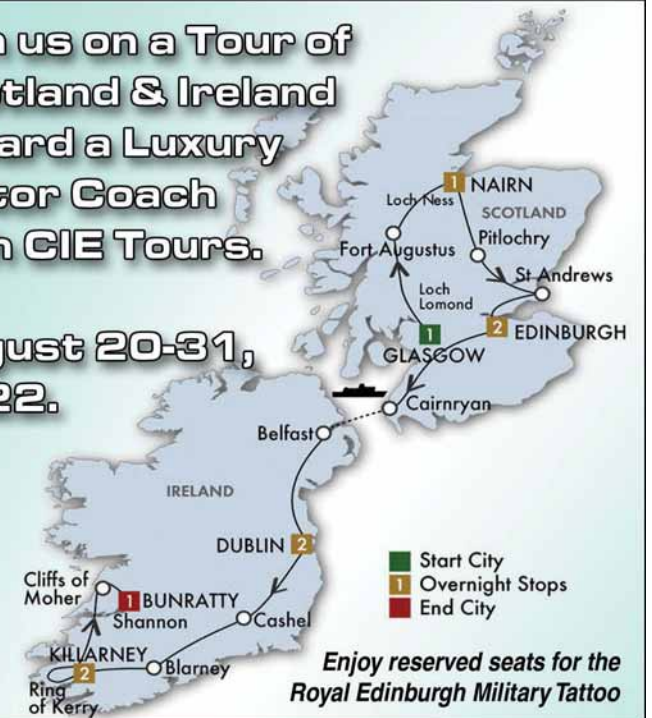 n us on a Tour of
tland & Ireland
ard a Luxury
tor Coach
CIE Tours.
gust 20-31,
22.
1 NAIRN
Loch Ness
SCOTLAND
Fort Augustus
Pitlochry
St Andrews
Loch
Lomond
1
GLASGOW
2 EDINBURGH
Cairnryan
Belfast
IRELAND
DUBLIN 2
Cliffs of
Moher
1 BUNRATTY
Shannon
Cashel
KILLARNEY
2
Blarney
Ring
of Kerry
Start City
1 Overnight Stops
End City
Enjoy reserved seats for the
Royal Edinburgh Military Tattoo